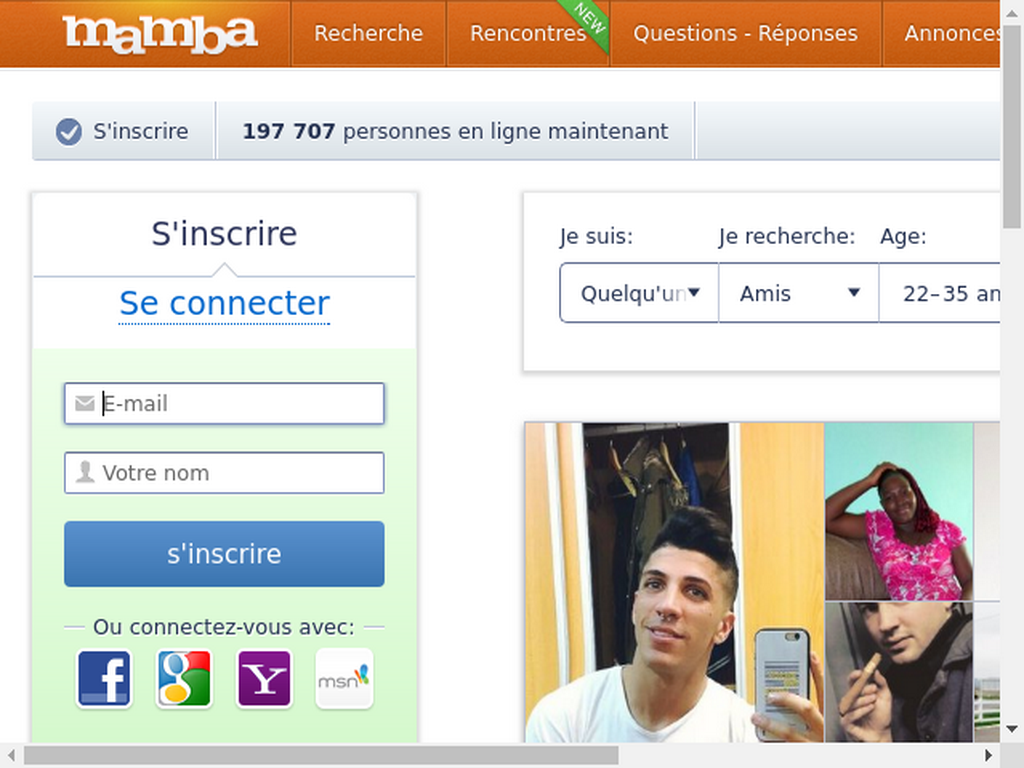 mamba
Recherche
Rencontres
NEW
Questions - Réponses
Annonces
S'inscrire
197 707 personnes en ligne maintenant
S'inscrire
Se connecter
E-mail
Votre nom
s'inscrire
Ou connectez-vous avec:
f
g
Y
msn
Je suis:
Je recherche:
Age:
Quelqu'un
Amis
22–35 an